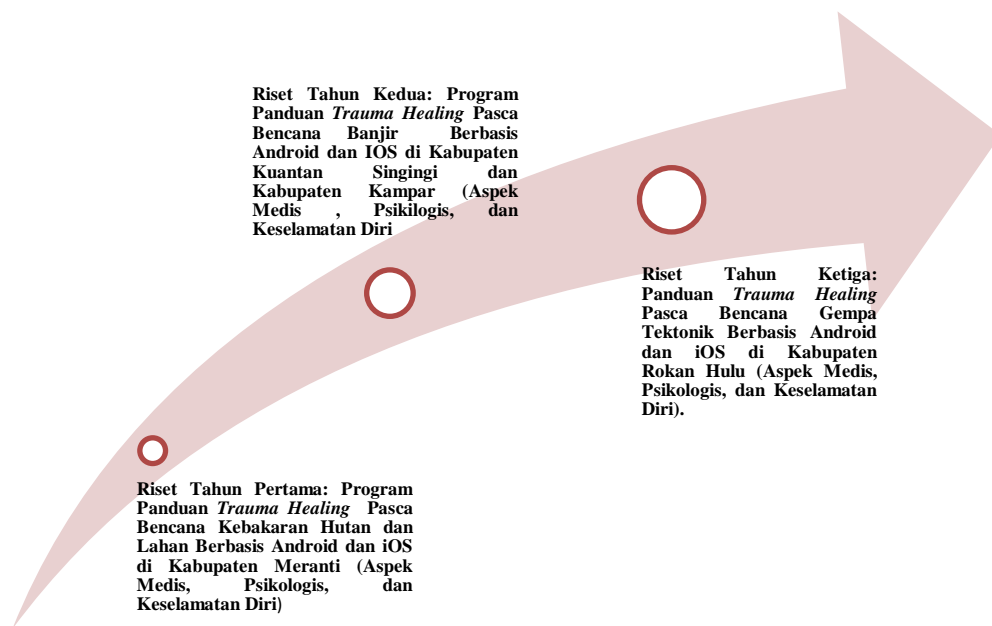 Riset Tahun Kedua: Program
Panduan Trauma Healing Pasca
Bencana Banjir Berbasis
Android dan IOS di Kabupaten
Kuantan Singingi dan
Kabupaten Kampar (Aspek
Medis , Psikilogis, dan
Keselamatan Diri
Riset Tahun Ketiga:
Panduan Trauma Healing
Pasca Bencana Gempa
Tektonik Berbasis Android
dan iOS di Kabupaten
Rokan Hulu (Aspek Medis,
Psikologis, dan Keselamatan
Diri).
Riset Tahun Pertama: Program
Panduan Trauma Healing Pasca
Bencana Kebakaran Hutan dan
Lahan Berbasis Android dan iOS
di Kabupaten Meranti (Aspek
Medis, Psikologis, dan
Keselamatan Diri)